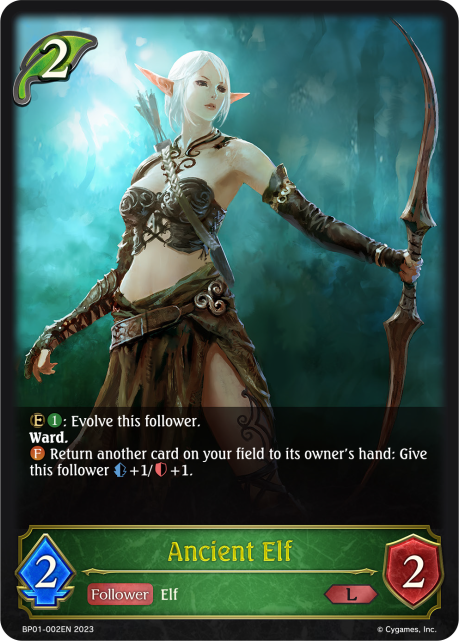 2
E 1: Evolve this follower.
Ward.
F Return another card on your field to its owner's hand: Give
this follower +1/+1.
Ancient Elf
2
Follower Elf
L
2
BP01-002EN 2023
© Cygames, Inc.